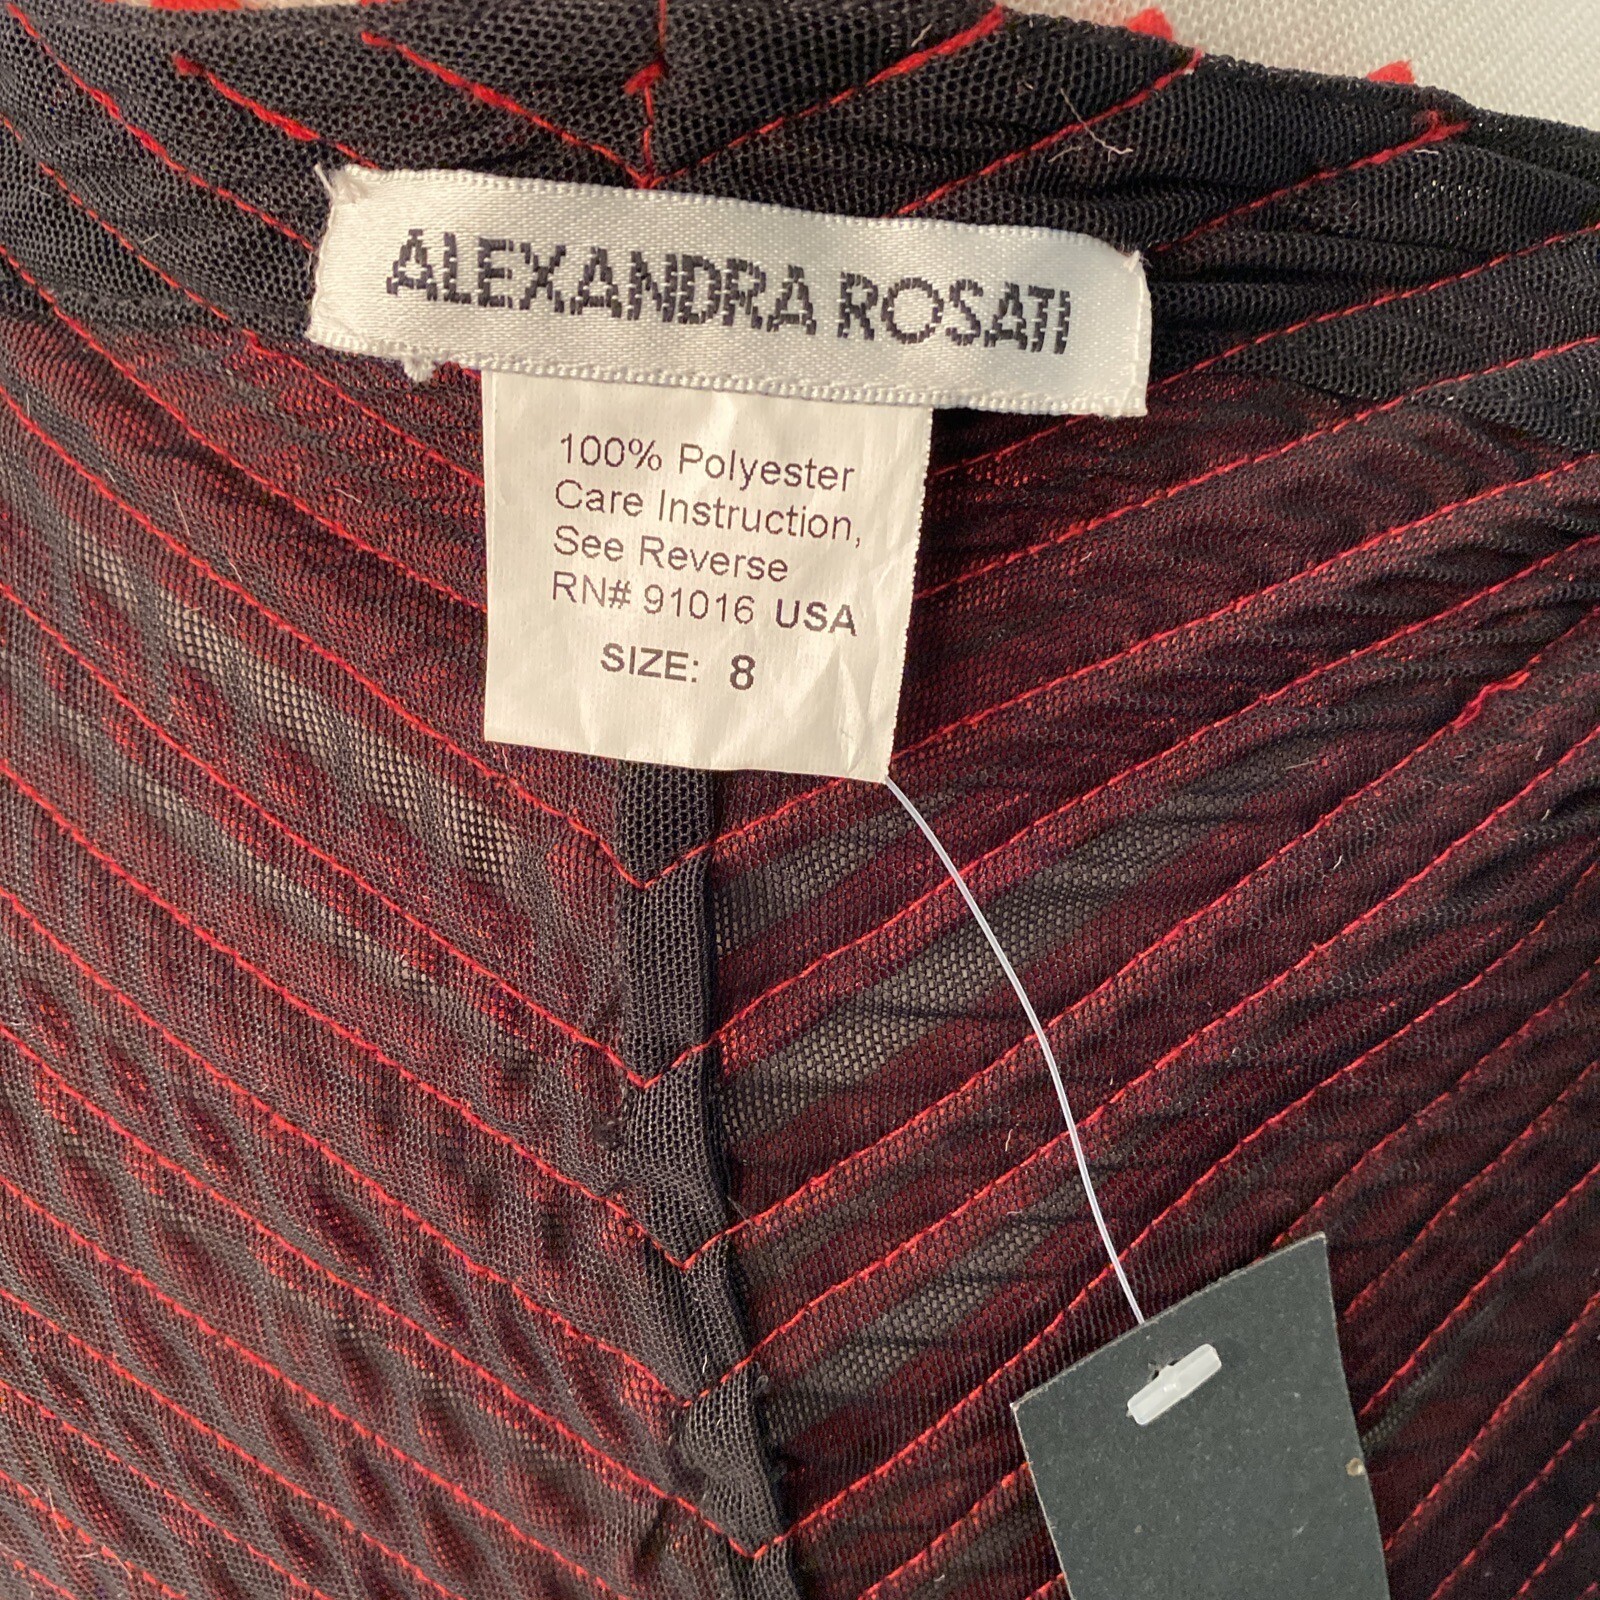 ALEXANDRA ROSATI
100% Polyester
Care Instruction,
See Reverse
RN# 91016 USA
SIZE: 8